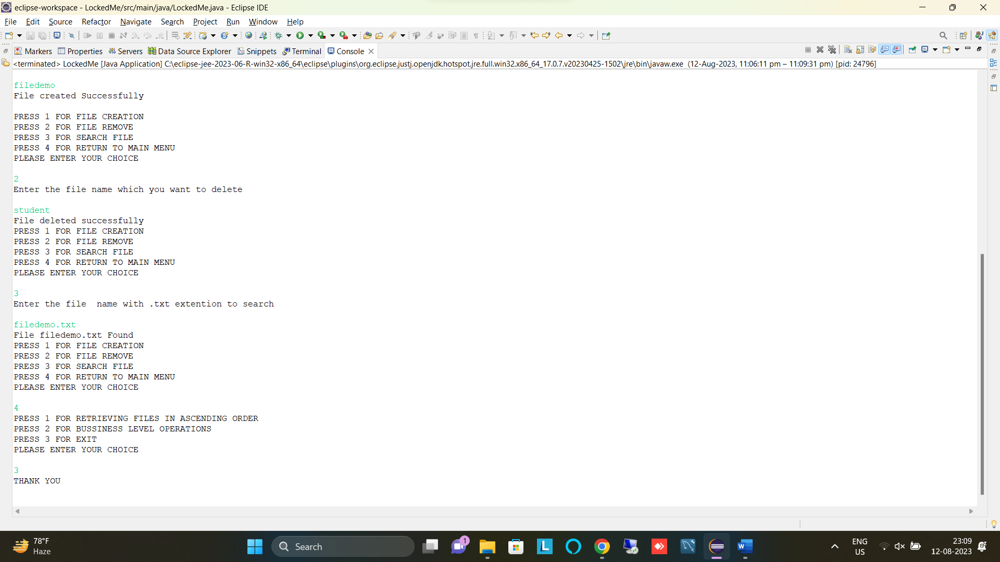 eclipse-workspace - LockedMe/src/main/java/LockedMe.java - Eclipse IDE
File Edit Source Refactor Navigate Search Project Run Window Help
Markers Properties Servers Data Source Explorer Snippets Terminal Console
<terminated> LockedMe [Java Application] C:\eclipse-jee-2023-06-R-win32-x86_64\eclipse\plugins\org.eclipse.justj.openjdk.hotspot.jre.full.win32.x86_64_17.0.7.v20230425-1502\jre\bin\javaw.exe (12-Aug-2023, 11:06:11 pm – 11:09:31 pm) [pid: 24796]
filedemo
File created Successfully
PRESS 1 FOR FILE CREATION
PRESS 2 FOR FILE REMOVE
PRESS 3 FOR SEARCH FILE
PRESS 4 FOR RETURN TO MAIN MENU
PLEASE ENTER YOUR CHOICE
2
Enter the file name which you want to delete
student
File deleted successfully
PRESS 1 FOR FILE CREATION
PRESS 2 FOR FILE REMOVE
PRESS 3 FOR SEARCH FILE
PRESS 4 FOR RETURN TO MAIN MENU
PLEASE ENTER YOUR CHOICE
3
Enter the file  name with .txt extention to search
filedemo.txt
File filedemo.txt Found
PRESS 1 FOR FILE CREATION
PRESS 2 FOR FILE REMOVE
PRESS 3 FOR SEARCH FILE
PRESS 4 FOR RETURN TO MAIN MENU
PLEASE ENTER YOUR CHOICE
4
PRESS 1 FOR RETRIEVING FILES IN ASCENDING ORDER
PRESS 2 FOR BUSSINESS LEVEL OPERATIONS
PRESS 3 FOR EXIT
PLEASE ENTER YOUR CHOICE
3
THANK YOU
78°F
Haze
Search
1
L
W
ENG
US
23:09
12-08-2023